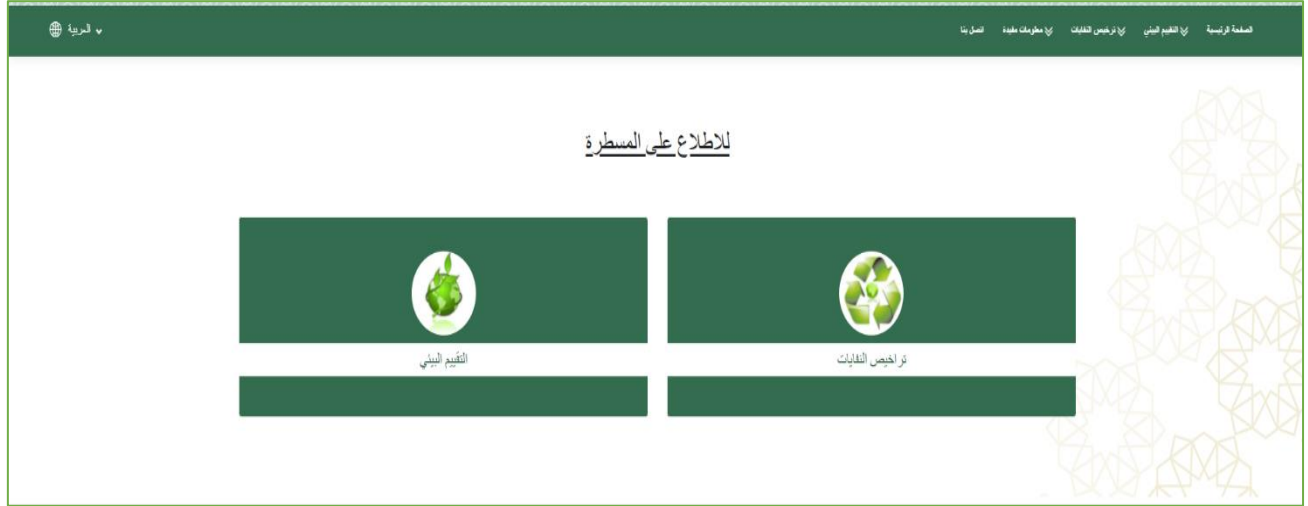 الصفحة الرئيسية التقييم البيئي ترخيص النفايات معلومات مفيدة اتصل بنا العربية
للاطلاع على المسطرة
تراخيص النفايات التقييم البيئي